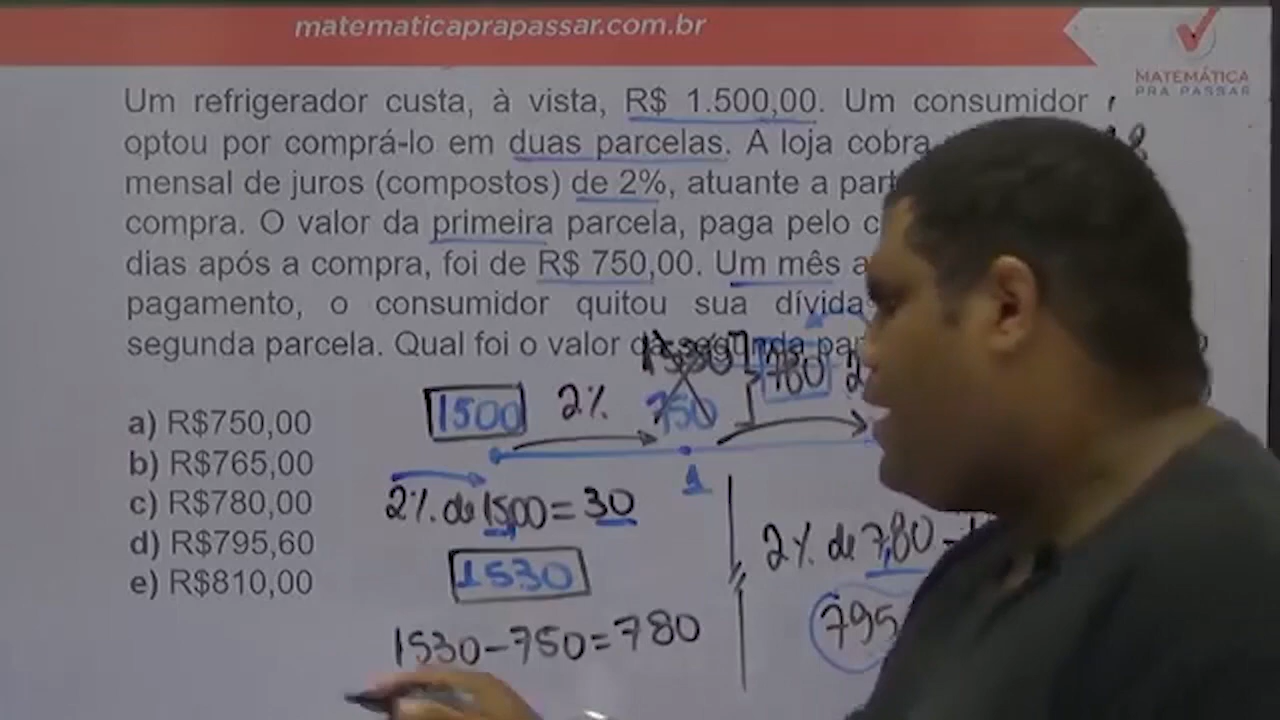 matematicaprapassar.com.br
MATEMÁTICA
PRA PASSAR
Um refrigerador custa, à vista, R$ 1.500,00. Um consumidor
optou por comprá-lo em duas parcelas. A loja cobra
mensal de juros (compostos) de 2%, atuante a
compra. O valor da primeira parcela, paga pelo
dias após a compra, foi de R$ 750,00. Um mês
pagamento, o consumidor quitou sua dívida
segunda parcela. Qual foi o valor
1530
1500 2% 750 780
1
a) R$750,00
b) R$765,00
c) R$780,00
d) R$795,60
e) R$810,00
2% de 1500 = 30
1530
1530-750=780
2% de 780
795